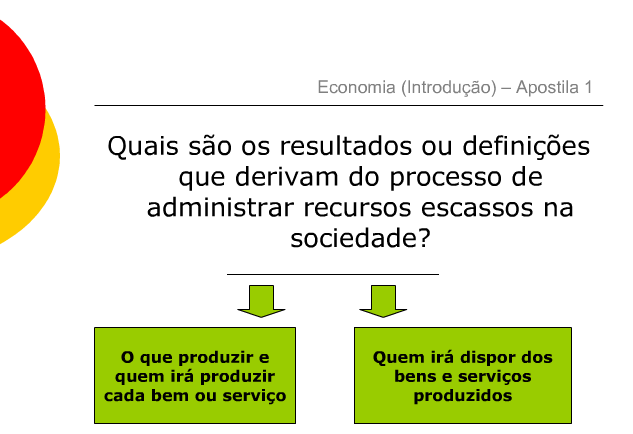 Economia (Introdução) – Apostila 1
Quais são os resultados ou definições
que derivam do processo de
administrar recursos escassos na
sociedade?
O que produzir e
quem irá produzir
cada bem ou serviço
Quem irá dispor dos
bens e serviços
produzidos